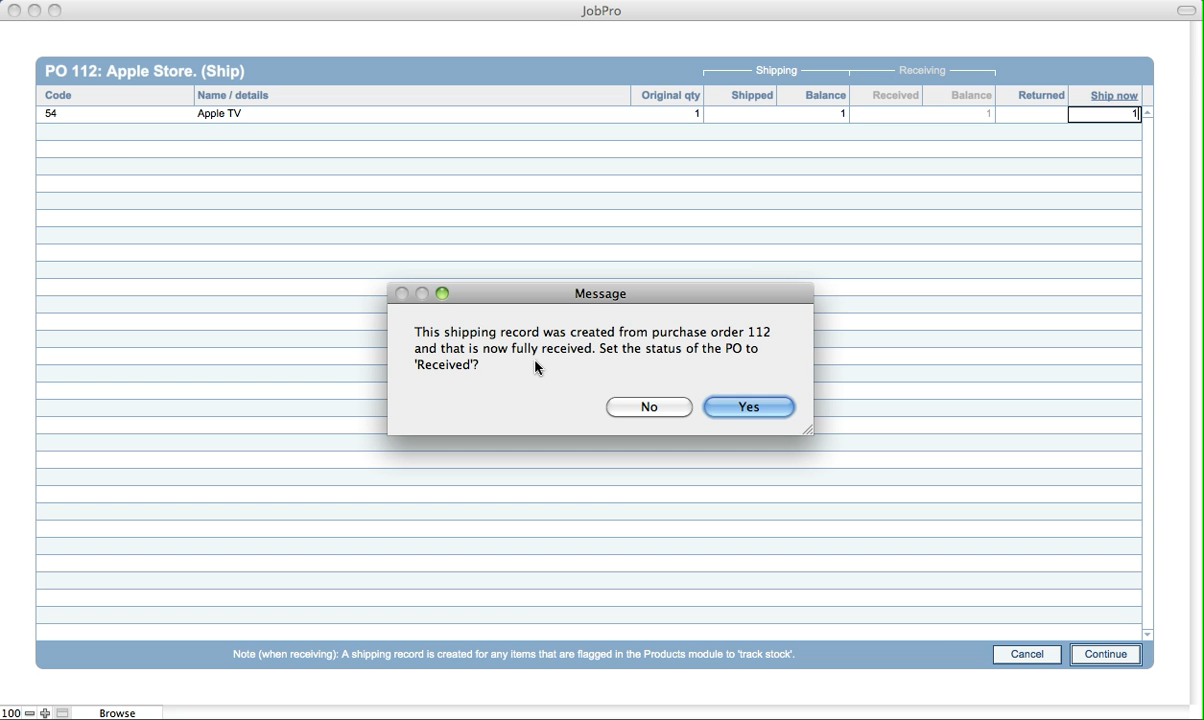 JobPro
PO 112: Apple Store. (Ship)
Shipping
Receiving
Code Name / details Original qty Shipped Balance Received Balance Returned Ship now
54 Apple TV 1 1 1 1
Message
This shipping record was created from purchase order 112
and that is now fully received. Set the status of the PO to
'Received'?
No Yes
Note (when receiving): A shipping record is created for any items that are flagged in the Products module to 'track stock'.
Cancel Continue
100 Browse